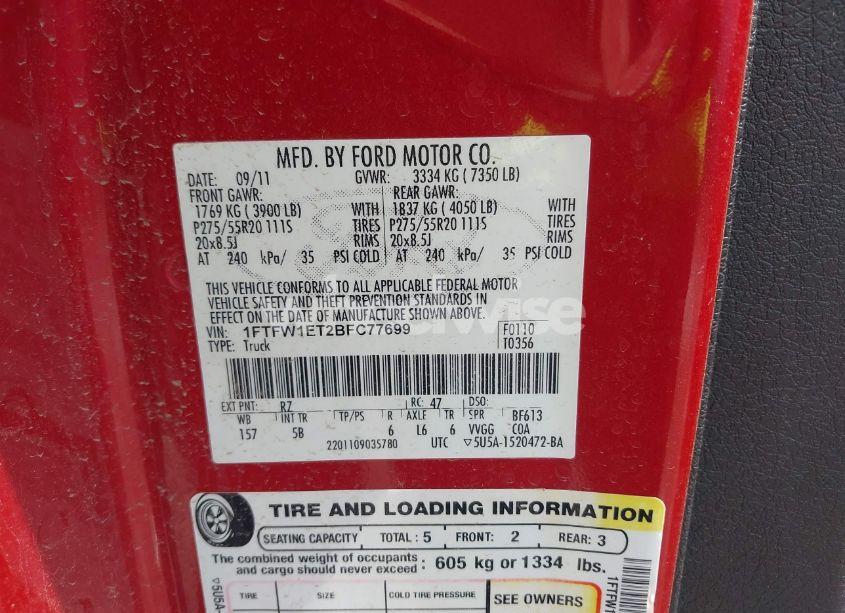 MFD. BY FORD MOTOR CO.
DATE: 09/11 GVWR: 3334 KG ( 7350 LB)
FRONT GAWR: REAR GAWR:
1769 KG ( 3900 LB) WITH 1837 KG ( 4050 LB) WITH
P275/55R20 111S TIRES P275/55R20 111S TIRES
20x8.5J RIMS 20x8.5J RIMS
AT 240 kPa/ 35 PSI COLD AT 240 kPa/ 35 PSI COLD
THIS VEHICLE CONFORMS TO ALL APPLICABLE FEDERAL MOTOR
VEHICLE SAFETY AND THEFT PREVENTION STANDARDS IN
EFFECT ON THE DATE OF MANUFACTURE SHOWN ABOVE.
VIN: 1FTFW1ET2BFC77699 F0110
TYPE: Truck T0356
EXT PNT: RZ RC: 47 DSO:
WB INT TR TP/PS R AXLE TR SPR BF613
157 5B 6 L6 6 VVGG COA
2201109035780 UTC ▽5U5A-1520472-BA
TIRE AND LOADING INFORMATION
SEATING CAPACITY TOTAL: 5 FRONT: 2 REAR: 3
The combined weight of occupants
and cargo should never exceed : 605 kg or 1334 lbs.
TIRE SIZE COLD TIRE PRESSURE SEE OWNERS
▽5U5A-
1FTFW1